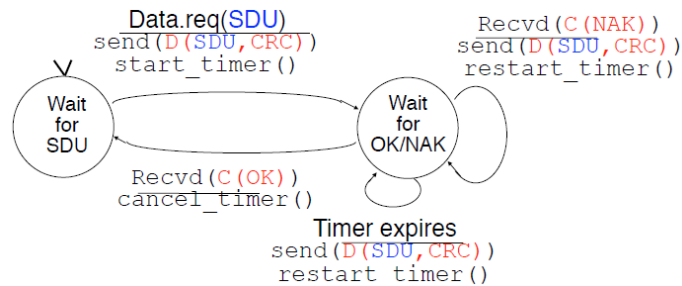 Data.req(SDU)
send(D(SDU,CRC))
start_timer()
Recvd(C(NAK))
send(D(SDU,CRC))
restart_timer()
Wait
for
SDU
Wait
for
OK/NAK
Recvd(C(OK))
cancel_timer()
Timer expires
send(D(SDU,CRC))
restart timer()